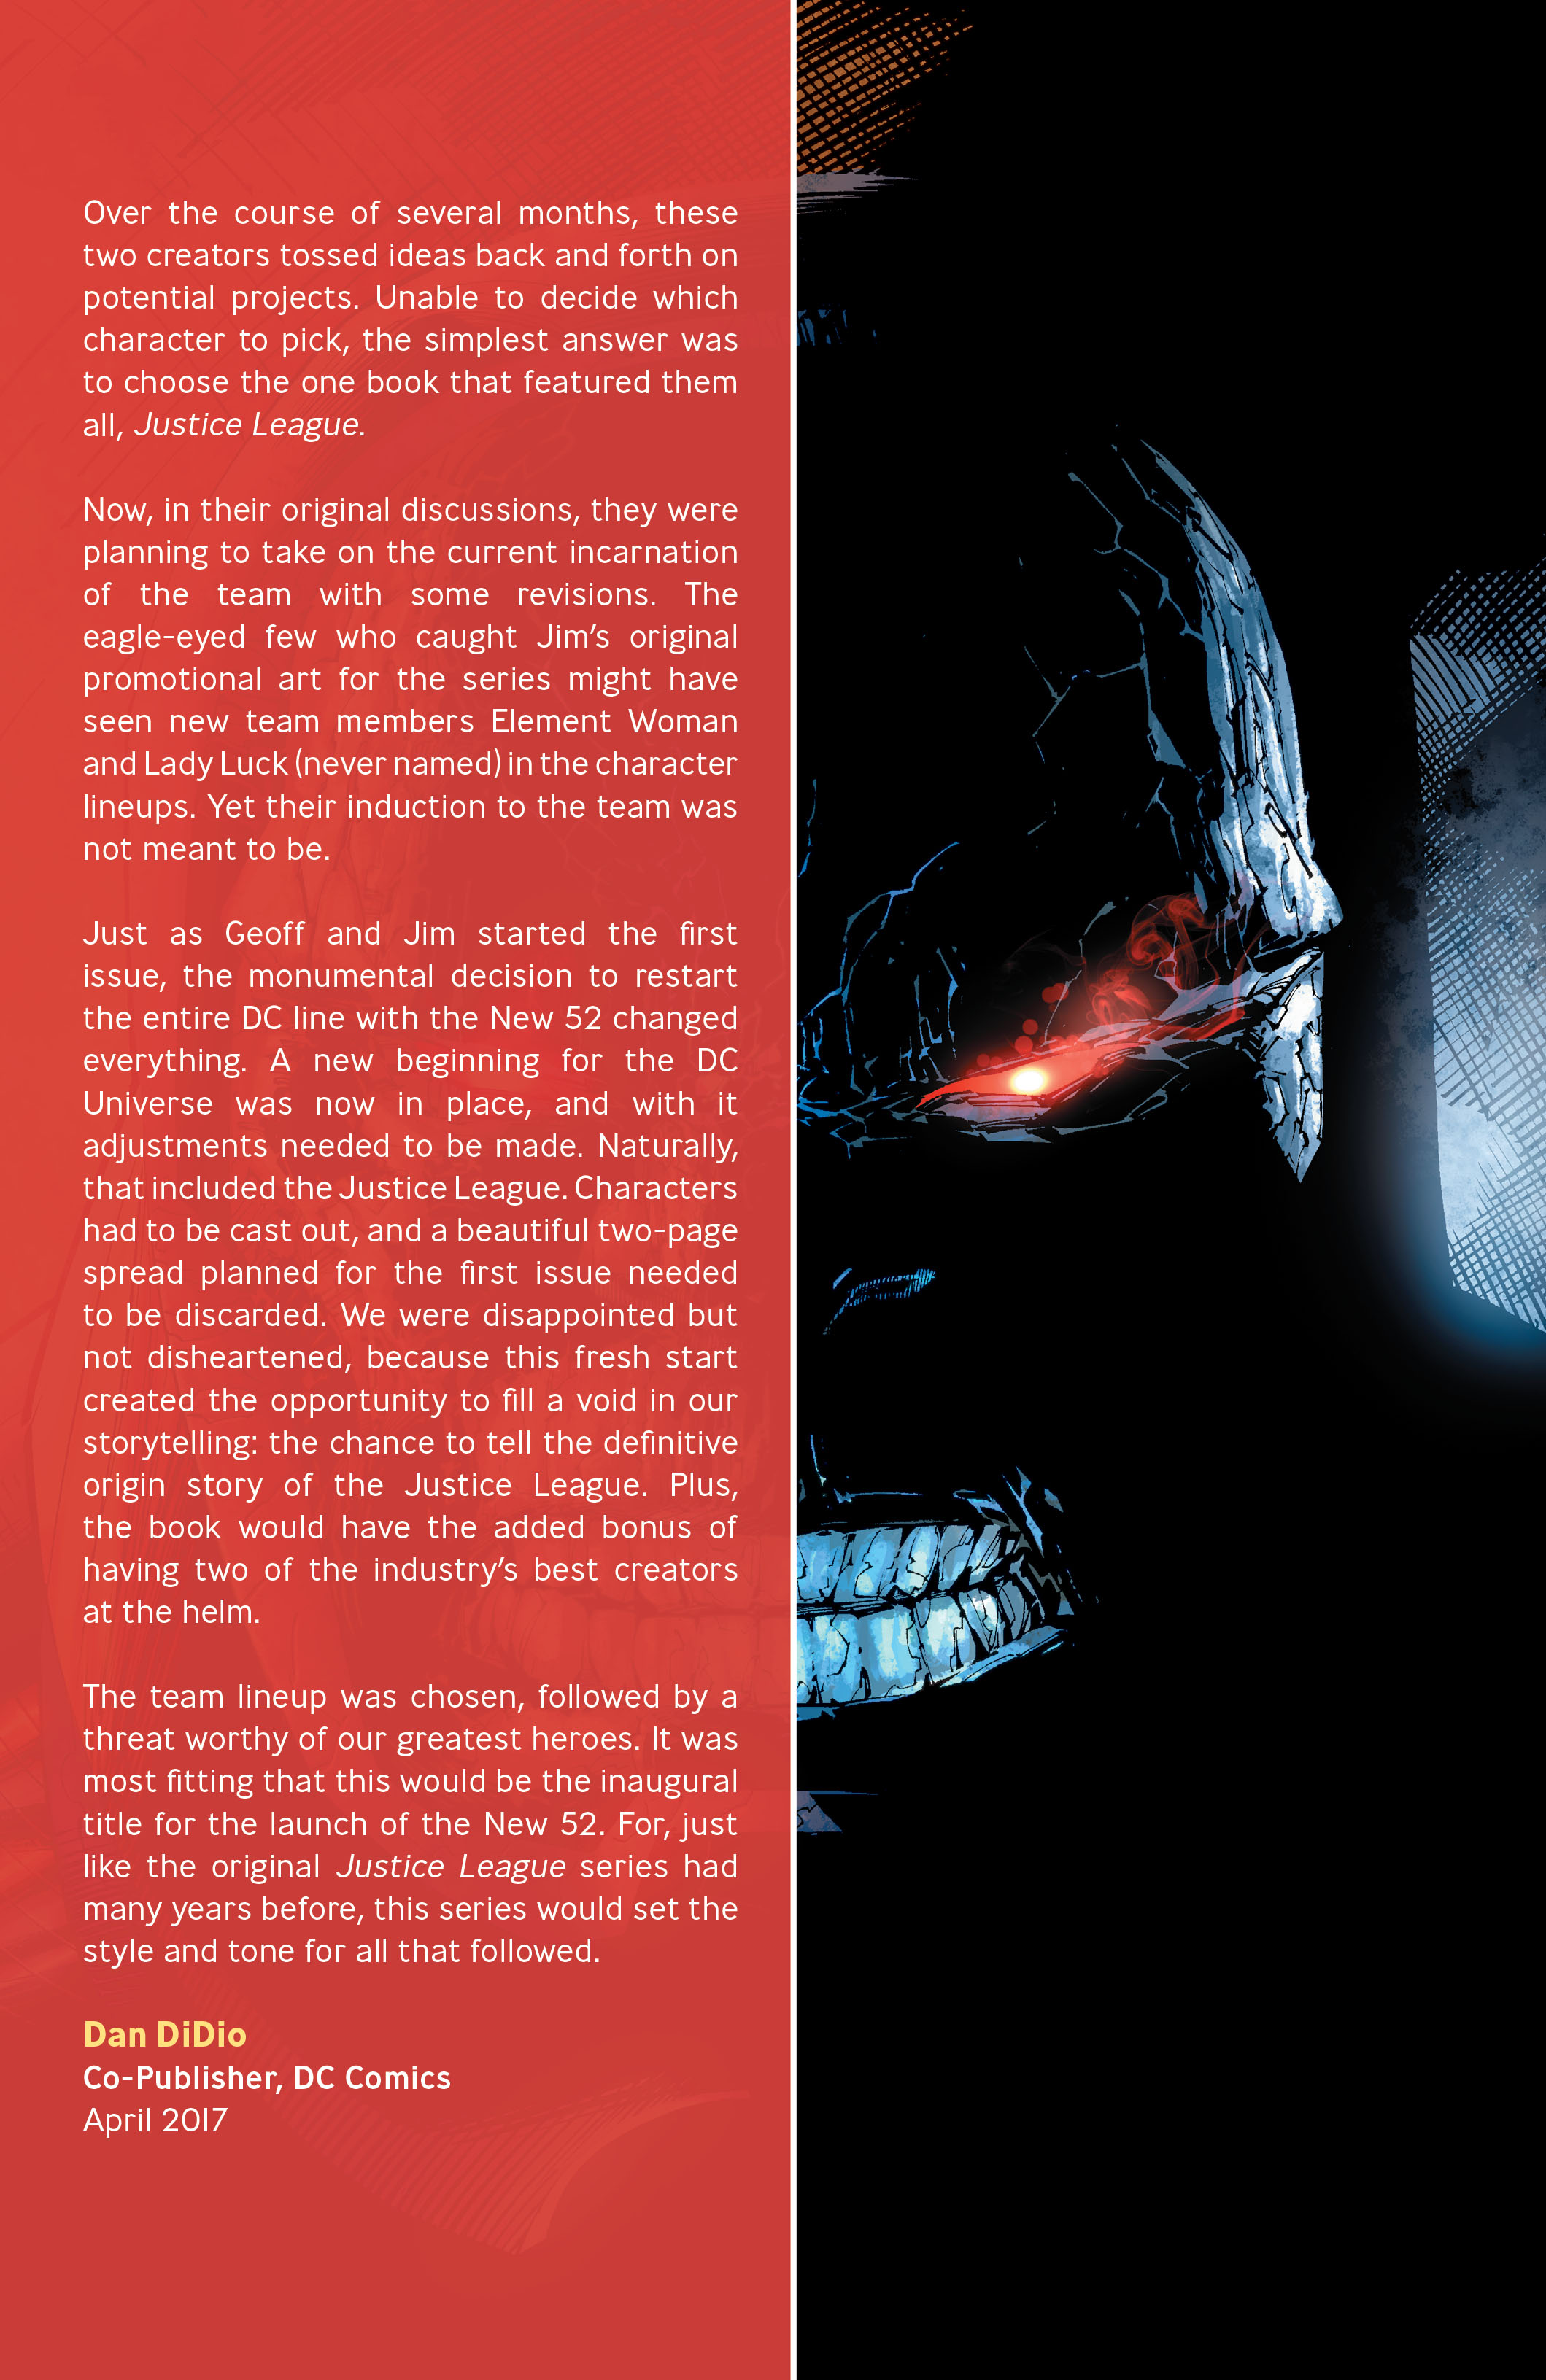 Over the course of several months, these
two creators tossed ideas back and forth on
potential projects. Unable to decide which
character to pick, the simplest answer was
to choose the one book that featured them
all, Justice League.
Now, in their original discussions, they were
planning to take on the current incarnation
of the team with some revisions. The
eagle-eyed few who caught Jim's original
promotional art for the series might have
seen new team members Element Woman
and Lady Luck (never named) in the character
lineups. Yet their induction to the team was
not meant to be.
Just as Geoff and Jim started the first
issue, the monumental decision to restart
the entire DC line with the New 52 changed
everything. A new beginning for the DC
Universe was now in place, and with it
adjustments needed to be made. Naturally,
that included the Justice League. Characters
had to be cast out, and a beautiful two-page
spread planned for the first issue needed
to be discarded. We were disappointed but
not disheartened, because this fresh start
created the opportunity to fill a void in our
storytelling: the chance to tell the definitive
origin story of the Justice League. Plus,
the book would have the added bonus of
having two of the industry's best creators
at the helm.
The team lineup was chosen, followed by a
threat worthy of our greatest heroes. It was
most fitting that this would be the inaugural
title for the launch of the New 52. For, just
like the original Justice League series had
many years before, this series would set the
style and tone for all that followed.
Dan DiDio
Co-Publisher, DC Comics
April 2017